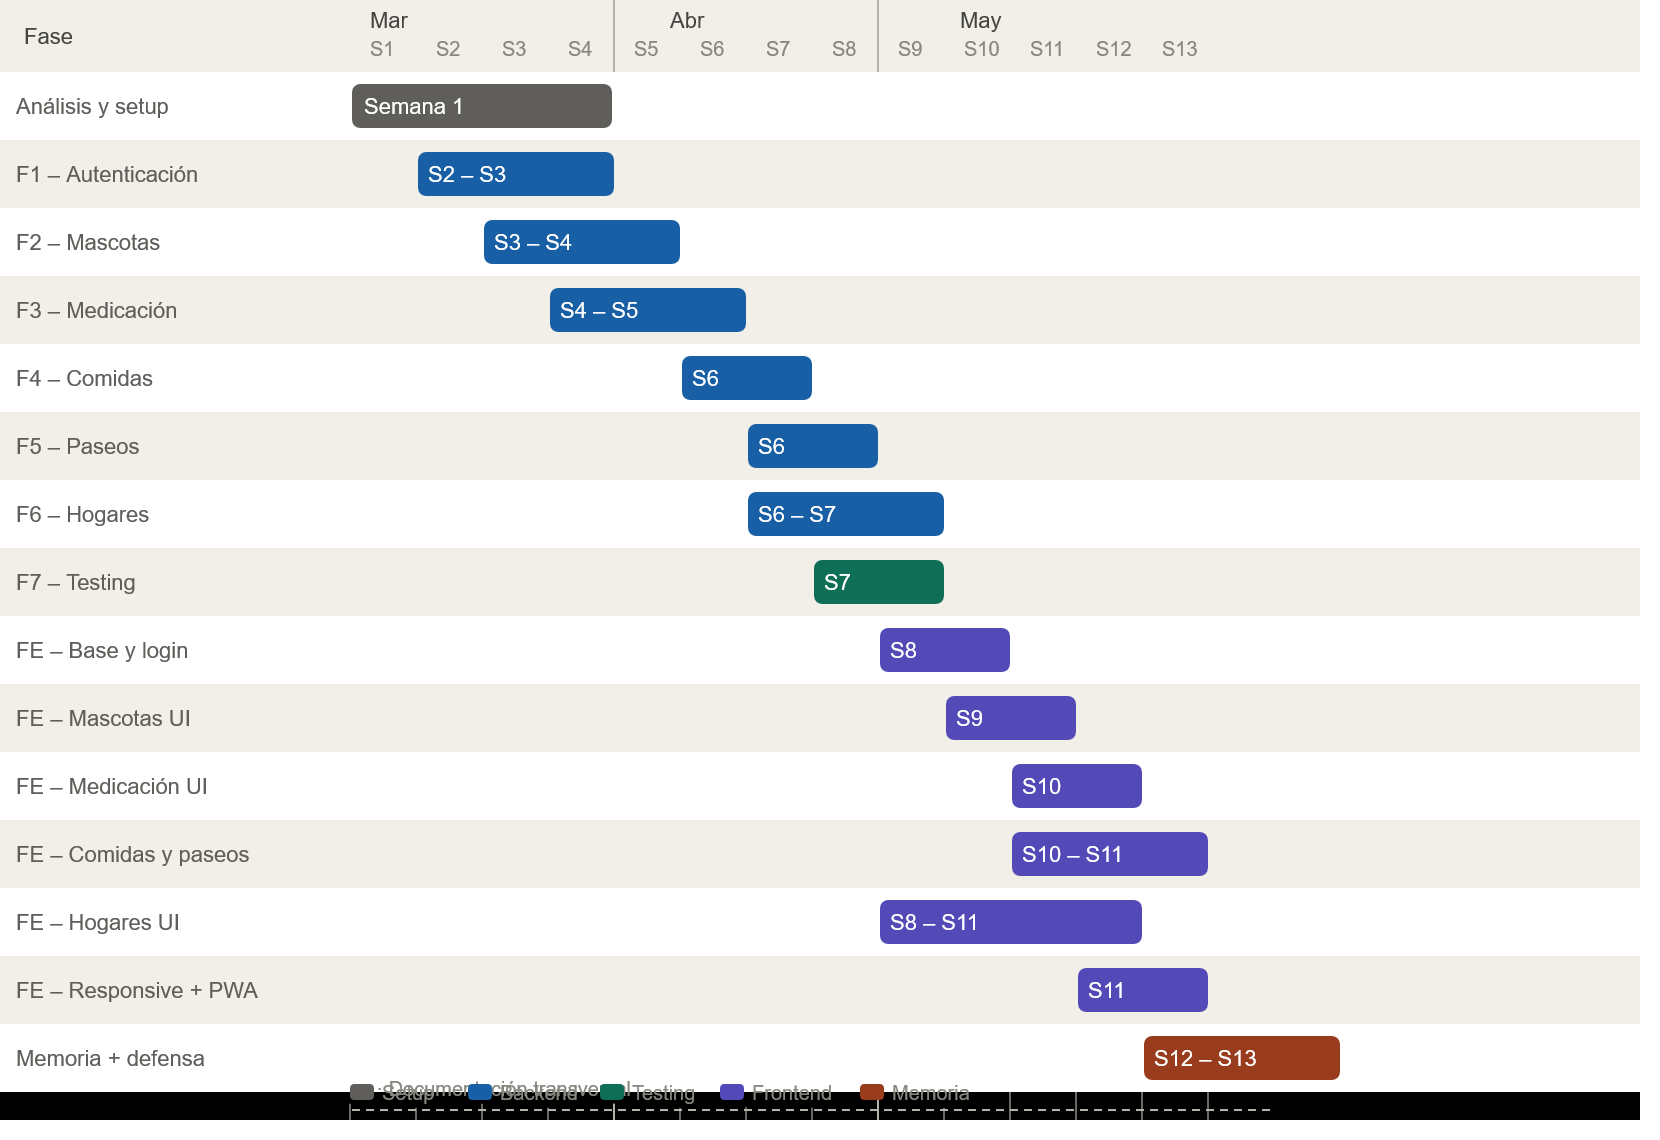 Fase
Mar Abr May
S1 S2 S3 S4 S5 S6 S7 S8 S9 S10 S11 S12 S13
Análisis y setup Semana 1
F1 – Autenticación S2 – S3
F2 – Mascotas S3 – S4
F3 – Medicación S4 – S5
F4 – Comidas S6
F5 – Paseos S6
F6 – Hogares S6 – S7
F7 – Testing S7
FE – Base y login S8
FE – Mascotas UI S9
FE – Medicación UI S10
FE – Comidas y paseos S10 – S11
FE – Hogares UI S8 – S11
FE – Responsive + PWA S11
Memoria + defensa S12 – S13
Documentación transversal
Setup Backend Testing Frontend Memoria